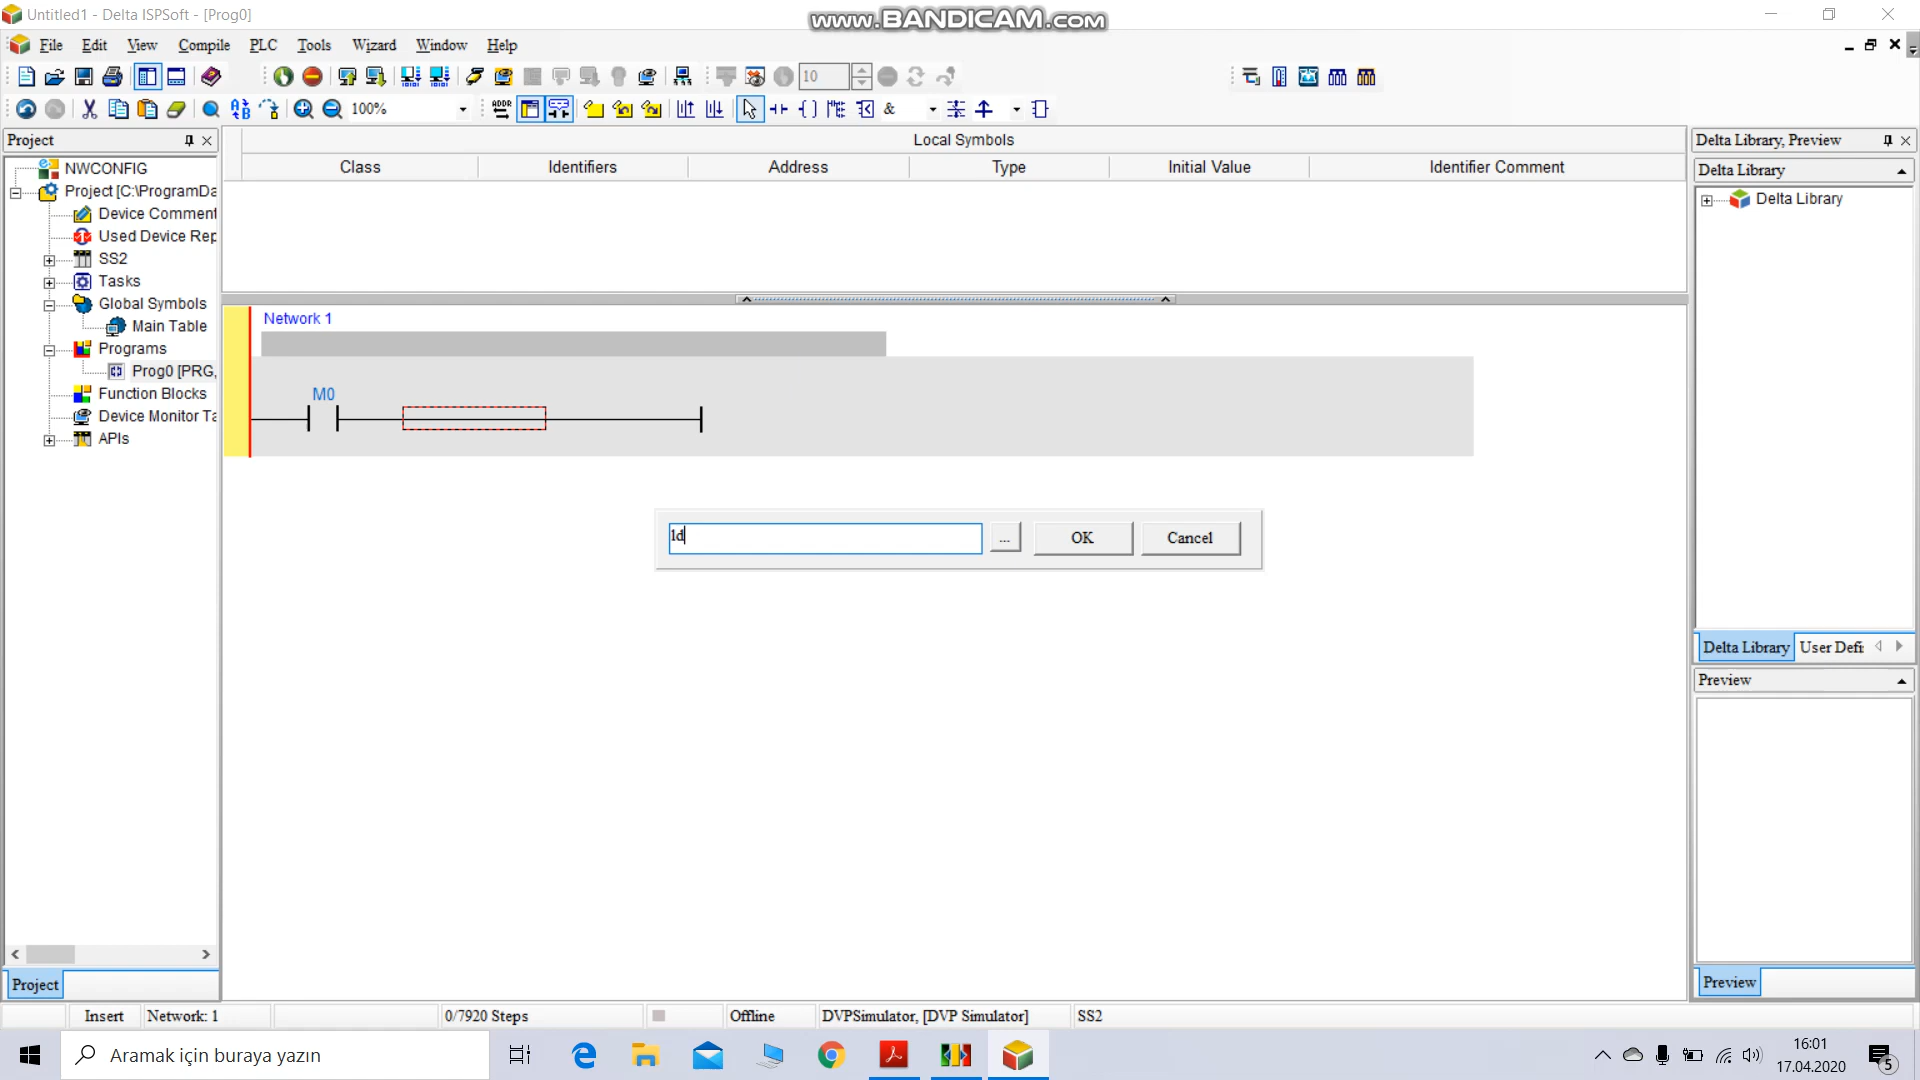 Untitled1 - Delta ISPSoft - [Prog0]
www.BANDICAM.COM
File Edit View Compile PLC Tools Wizard Window Help
10
100%
ADDR
&
Project
NWCONFIG
Project [C:\ProgramDa
Device Comment
Used Device Rep
SS2
Tasks
Global Symbols
Main Table
Programs
Prog0 [PRG,
Function Blocks
Device Monitor Ta
APIs
Project
Local Symbols
Class Identifiers Address Type Initial Value Identifier Comment
Network 1
M0
ld
... OK Cancel
Delta Library, Preview
Delta Library
Delta Library
Delta Library User Defi
Preview
Preview
Insert Network: 1 0/7920 Steps Offline DVPSimulator, [DVP Simulator] SS2
Aramak için buraya yazın
16:01
17.04.2020
5